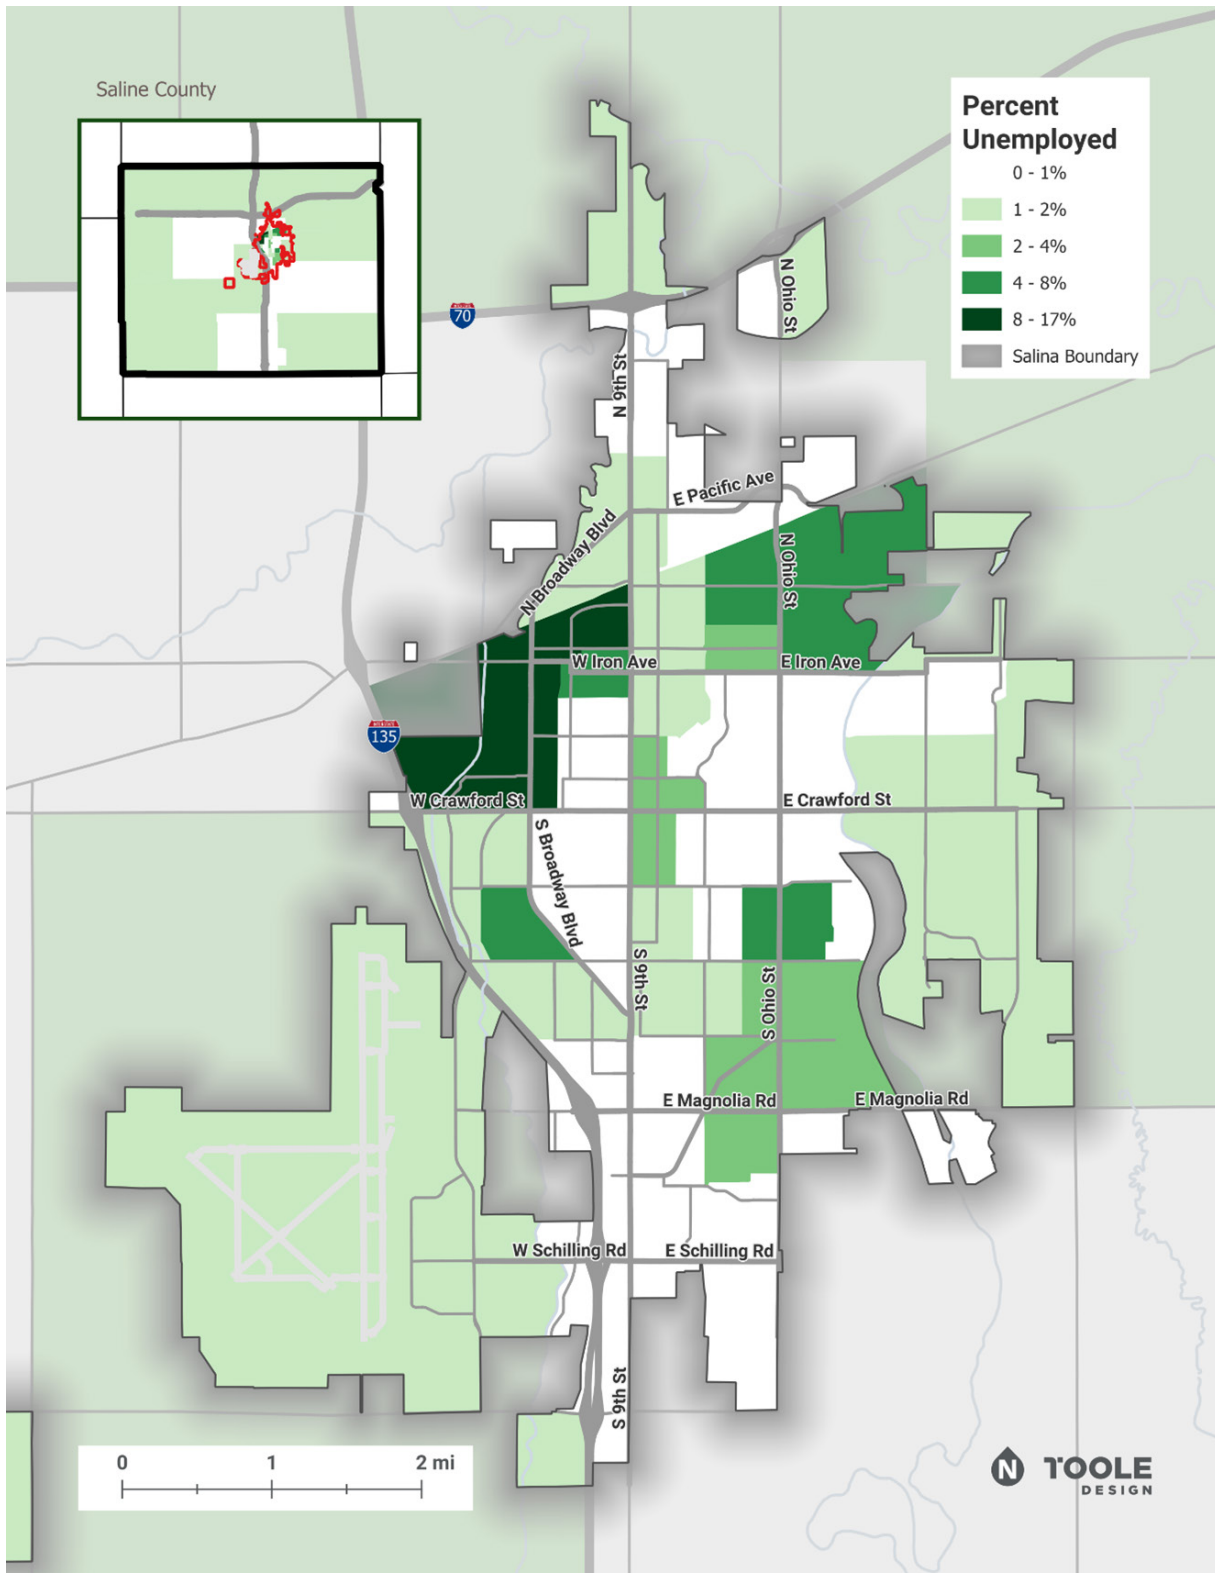 Saline County
Percent
Unemployed
0 - 1%
1 - 2%
2 - 4%
4 - 8%
8 - 17%
Salina Boundary
70
N Ohio St
N 9th St
E Pacific Ave
N Broadway Blvd
N Ohio St
W Iron Ave
E Iron Ave
135
W Crawford St
E Crawford St
S Broadway Blvd
S 9th St
S Ohio St
E Magnolia Rd
E Magnolia Rd
W Schilling Rd
E Schilling Rd
S 9th St
0 1 2 mi
N
TOOLE
DESIGN